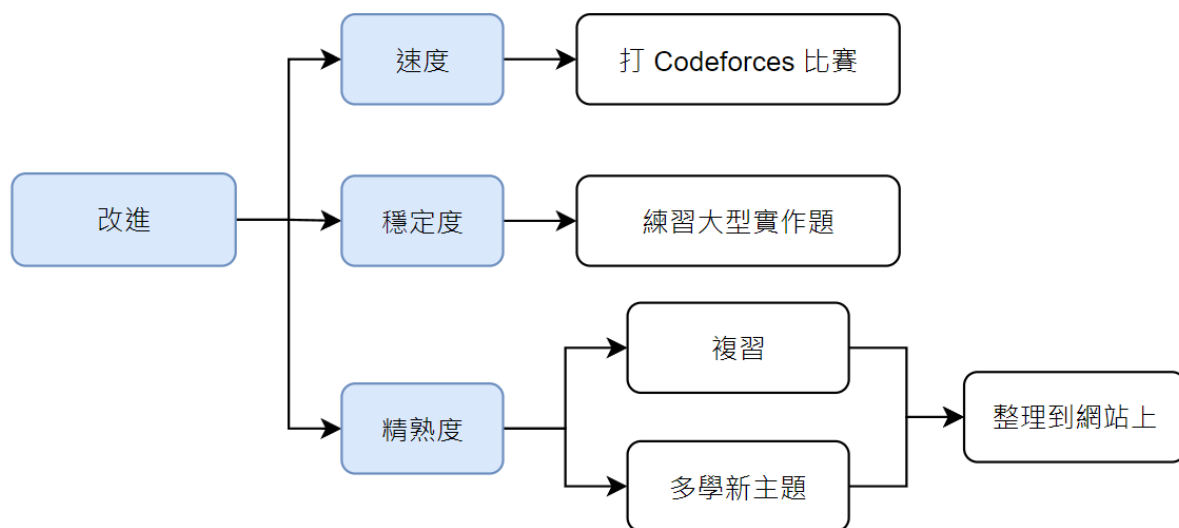 速度
打 Codeforces 比賽
改進
穩定度
練習大型實作題
複習
精熟度
整理到網站上
多學新主題